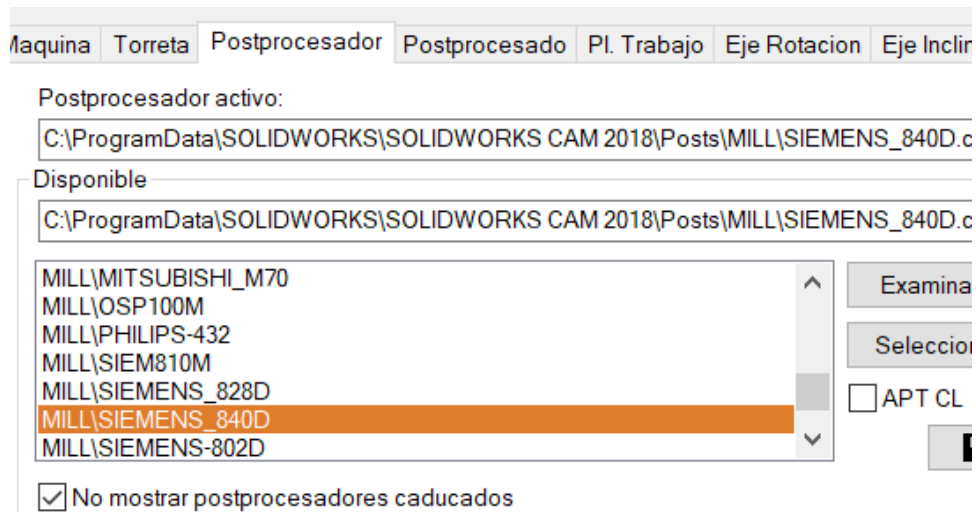 Maquina Torreta Postprocesador Postprocesado Pl. Trabajo Eje Rotacion Eje Inclin
Postprocesador activo:
C:\ProgramData\SOLIDWORKS\SOLIDWORKS CAM 2018\Posts\MILL\SIEMENS_840D.c
Disponible
C:\ProgramData\SOLIDWORKS\SOLIDWORKS CAM 2018\Posts\MILL\SIEMENS_840D.c
MILL\MITSUBISHI_M70
MILL\OSP100M
MILL\PHILIPS-432
MILL\SIEM810M
MILL\SIEMENS_828D
MILL\SIEMENS_840D
MILL\SIEMENS-802D
Examina
Seleccion
APT CL
No mostrar postprocesadores caducados